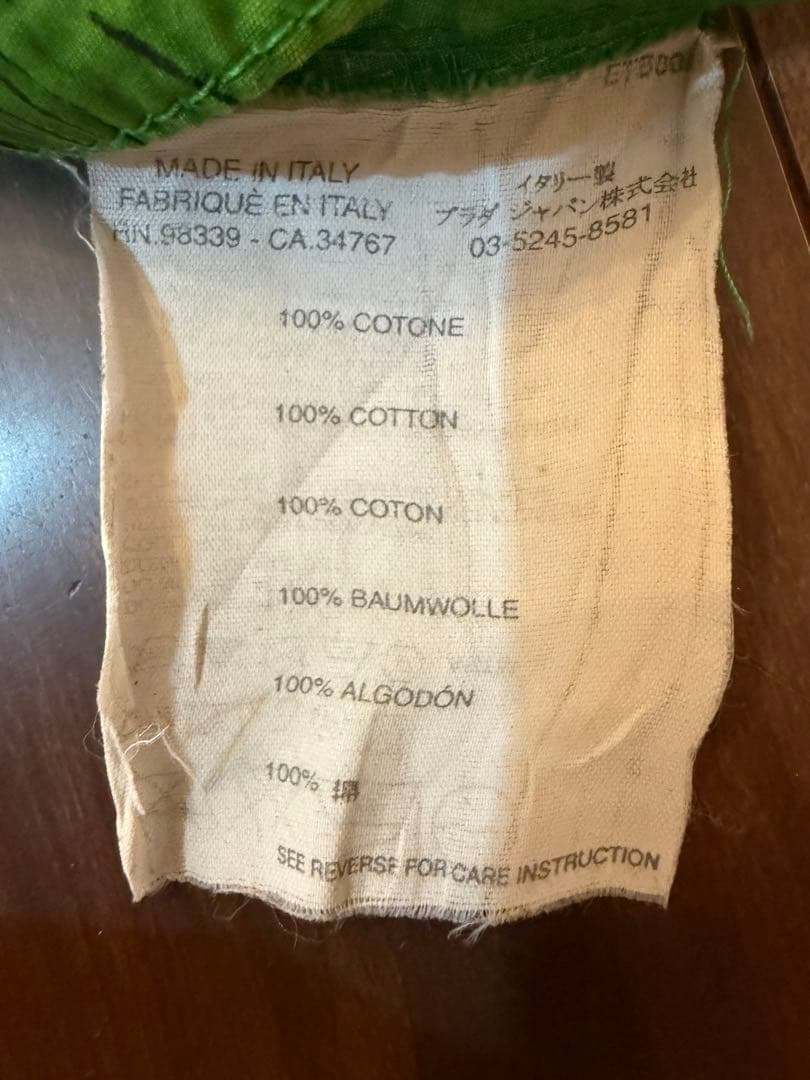 MADE IN ITALY
FABRIQUÈ EN ITALY
RN.98339 - CA.34767
イタリー製
プラダ ジャパン株式会社
03-5245-8581
100% COTONE
100% COTTON
100% COTON
100% BAUMWOLLE
100% ALGODÓN
100% 綿
SEE REVERSE FOR CARE INSTRUCTION